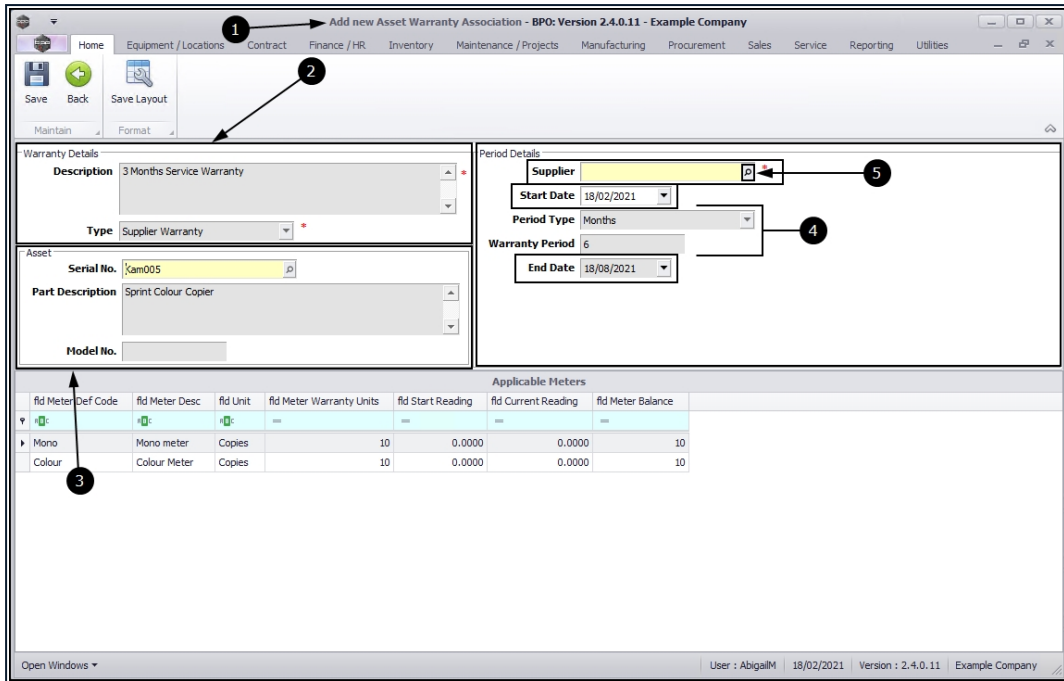 1
Add new Asset Warranty Association - BPO: Version 2.4.0.11 - Example Company
Home Equipment / Locations Contract Finance / HR Inventory Maintenance / Projects Manufacturing Procurement Sales Service Reporting Utilities
2
Save Back Save Layout
Maintain Format
Warranty Details
Description 3 Months Service Warranty *
Type Supplier Warranty *
Asset
Serial No. Kam005
Part Description Sprint Colour Copier
Model No.
3
Period Details
Supplier *
5
Start Date 18/02/2021
Period Type Months
4
Warranty Period 6
End Date 18/08/2021
Applicable Meters
fld Meter Def Code fld Meter Desc fld Unit fld Meter Warranty Units fld Start Reading fld Current Reading fld Meter Balance
Mono Mono meter Copies 10 0.0000 0.0000 10
Colour Colour Meter Copies 10 0.0000 0.0000 10
Open Windows User : AbigailM 18/02/2021 Version : 2.4.0.11 Example Company